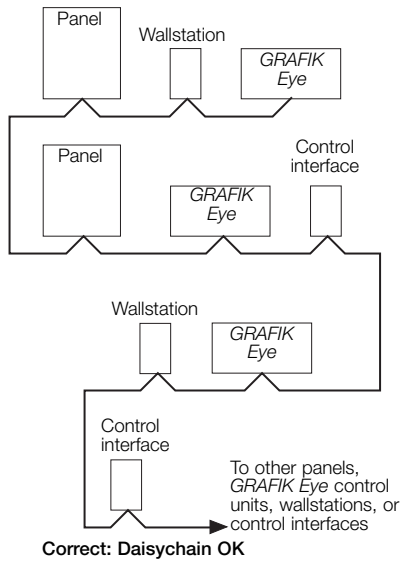 Panel
Wallstation
GRAFIK
Eye
Panel
GRAFIK
Eye
Control
interface
Wallstation
GRAFIK
Eye
Control
interface
To other panels,
GRAFIK Eye control
units, wallstations, or
control interfaces
Correct: Daisychain OK